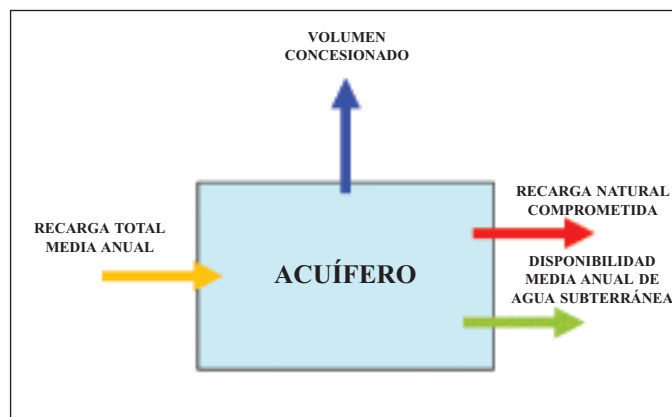 VOLUMEN
CONCESIONADO
RECARGA TOTAL
MEDIA ANUAL
ACUÍFERO
RECARGA NATURAL
COMPROMETIDA
DISPONIBILIDAD
MEDIA ANUAL DE
AGUA SUBTERRÁNEA